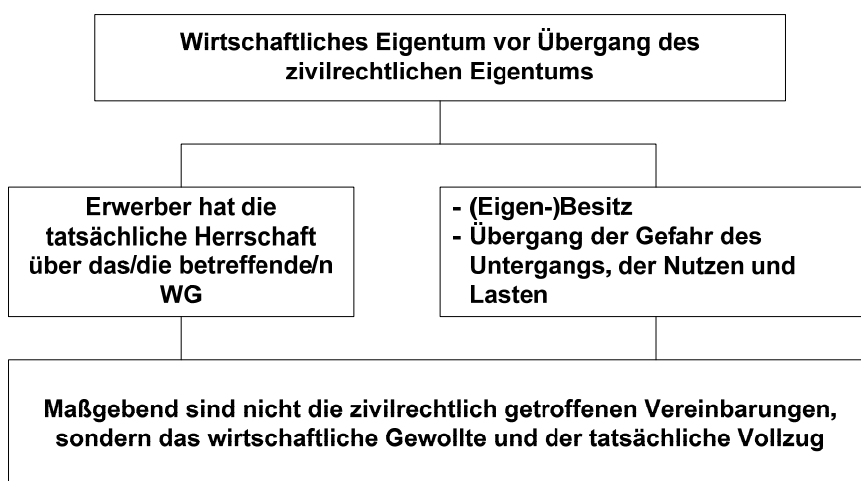 Wirtschaftliches Eigentum vor Übergang des
zivilrechtlichen Eigentums
Erwerber hat die
tatsächliche Herrschaft
über das/die betreffende/n
WG
- (Eigen-)Besitz
- Übergang der Gefahr des
Untergangs, der Nutzen und
Lasten
Maßgebend sind nicht die zivilrechtlich getroffenen Vereinbarungen,
sondern das wirtschaftliche Gewollte und der tatsächliche Vollzug